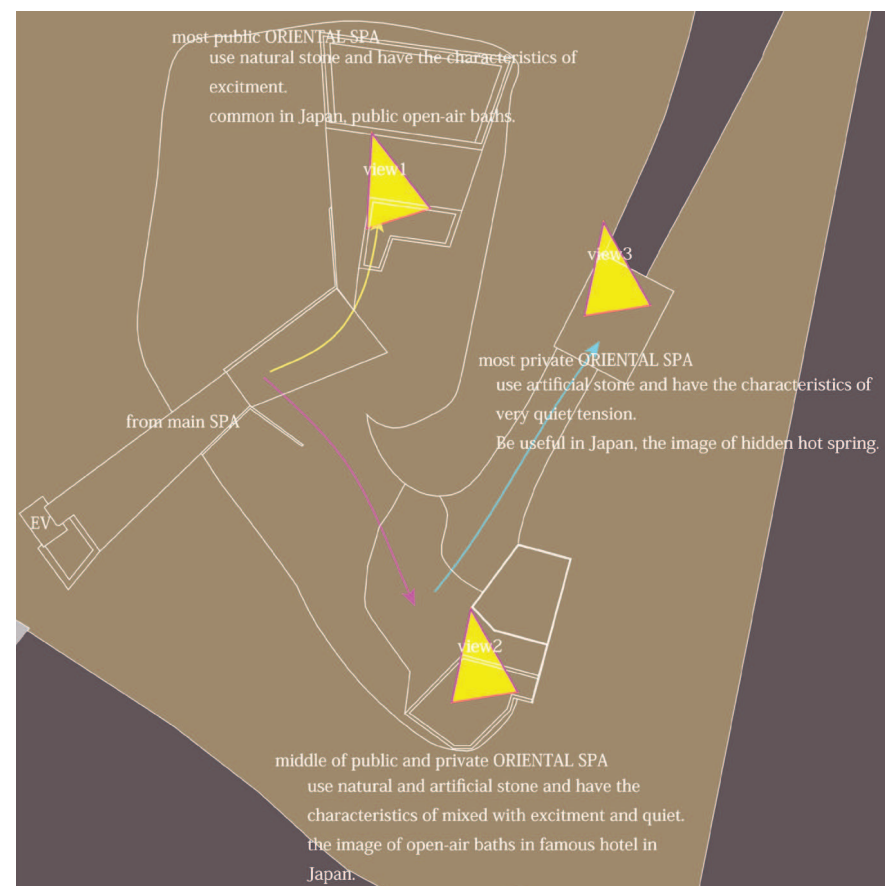 most public ORIENTAL SPA
use natural stone and have the characteristics of
excitment.
common in Japan, public open-air baths.
view1
view3
most private ORIENTAL SPA
use artificial stone and have the characteristics of
very quiet tension.
Be useful in Japan, the image of hidden hot spring.
from main SPA
EV
view2
middle of public and private ORIENTAL SPA
use natural and artificial stone and have the
characteristics of mixed with excitment and quiet.
the image of open-air baths in famous hotel in
Japan.